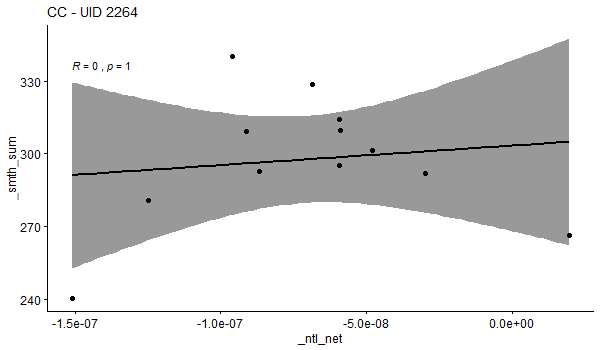 CC - UID 2264
R = 0 , p = 1
330
300
270
240
_smth_sum
-1.5e-07
-1.0e-07
-5.0e-08
0.0e+00
_ntl_net